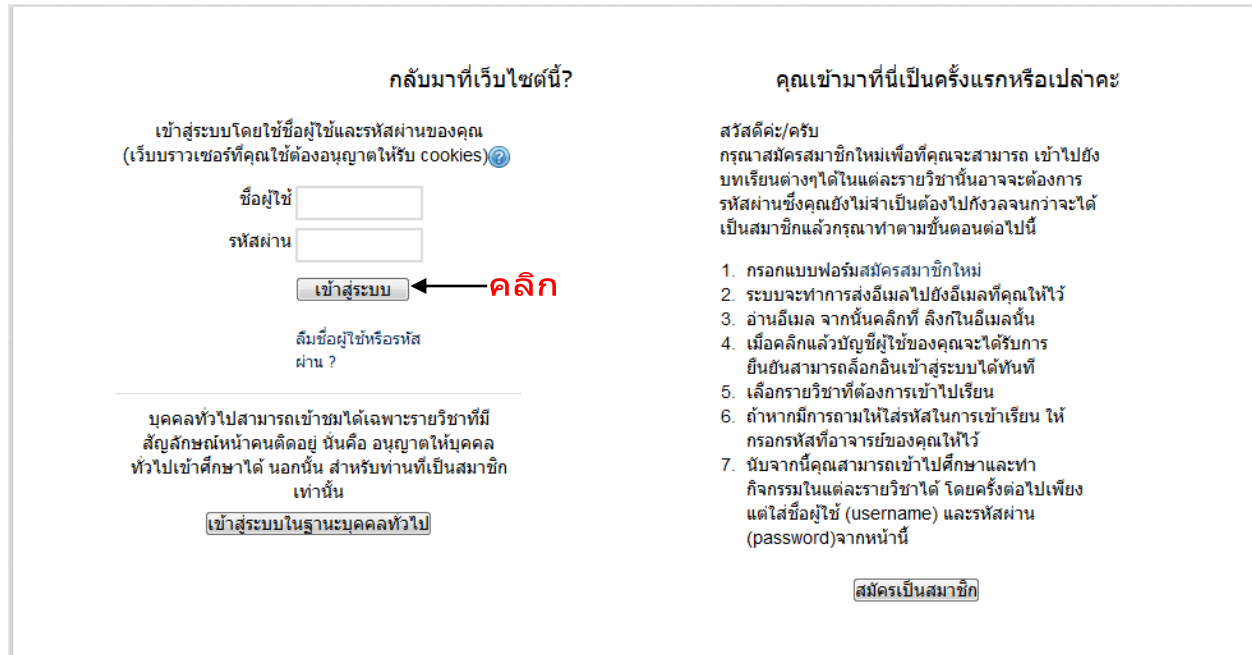 กลับมาที่เว็บไซต์นี้?
เข้าสู่ระบบโดยใช้ชื่อผู้ใช้และรหัสผ่านของคุณ
(เว็บบราวเซอร์ที่คุณใช้ต้องอนุญาตให้รับ cookies)
ชื่อผู้ใช้
รหัสผ่าน
เข้าสู่ระบบ
คลิก
ลืมชื่อผู้ใช้หรือรหัส
ผ่าน ?
บุคคลทั่วไปสามารถเข้าชมได้เฉพาะรายวิชาที่มี
สัญลักษณ์หน้าคนติดอยู่ นั่นคือ อนุญาตให้บุคคล
ทั่วไปเข้าศึกษาได้ นอกนั้น สำหรับท่านที่เป็นสมาชิก
เท่านั้น
เข้าสู่ระบบในฐานะบุคคลทั่วไป
คุณเข้ามาที่นี่เป็นครั้งแรกหรือเปล่าคะ
สวัสดีค่ะ/ครับ
กรุณาสมัครสมาชิกใหม่เพื่อที่คุณจะสามารถ เข้าไปยัง
บทเรียนต่างๆได้ในแต่ละรายวิชานั้นอาจจะต้องการ
รหัสผ่านซึ่งคุณยังไม่จำเป็นต้องไปกังวลจนกว่าจะได้
เป็นสมาชิกแล้วกรุณาทำตามขั้นตอนต่อไปนี้
1. กรอกแบบฟอร์มสมัครสมาชิกใหม่
2. ระบบจะทำการส่งอีเมลไปยังอีเมลที่คุณให้ไว้
3. อ่านอีเมล จากนั้นคลิกที่ ลิงก์ในอีเมลนั้น
4. เมื่อคลิกแล้วบัญชีผู้ใช้ของคุณจะได้รับการ
ยืนยันสามารถล็อกอินเข้าสู่ระบบได้ทันที
5. เลือกรายวิชาที่ต้องการเข้าไปเรียน
6. ถ้าหากมีการถามให้ใส่รหัสในการเข้าเรียน ให้
กรอกรหัสที่อาจารย์ของคุณให้ไว้
7. นับจากนี้คุณสามารถเข้าไปศึกษาและทำ
กิจกรรมในแต่ละรายวิชาได้ โดยครั้งต่อไปเพียง
แต่ใส่ชื่อผู้ใช้ (username) และรหัสผ่าน
(password)จากหน้านี้
สมัครเป็นสมาชิก